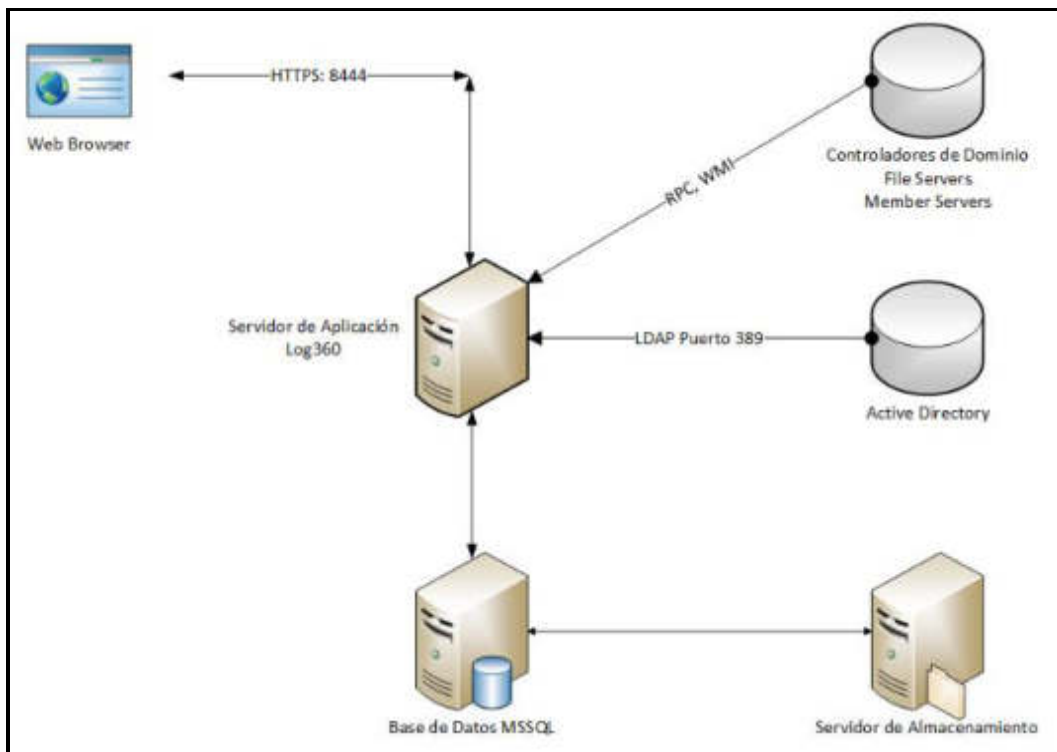 HTTPS: 8444
Web Browser
Controladores de Dominio
File Servers
Member Servers
RPC, WMI
Servidor de Aplicación
Log360
LDAP Puerto 389
Active Directory
Base de Datos MSSQL
Servidor de Almacenamiento